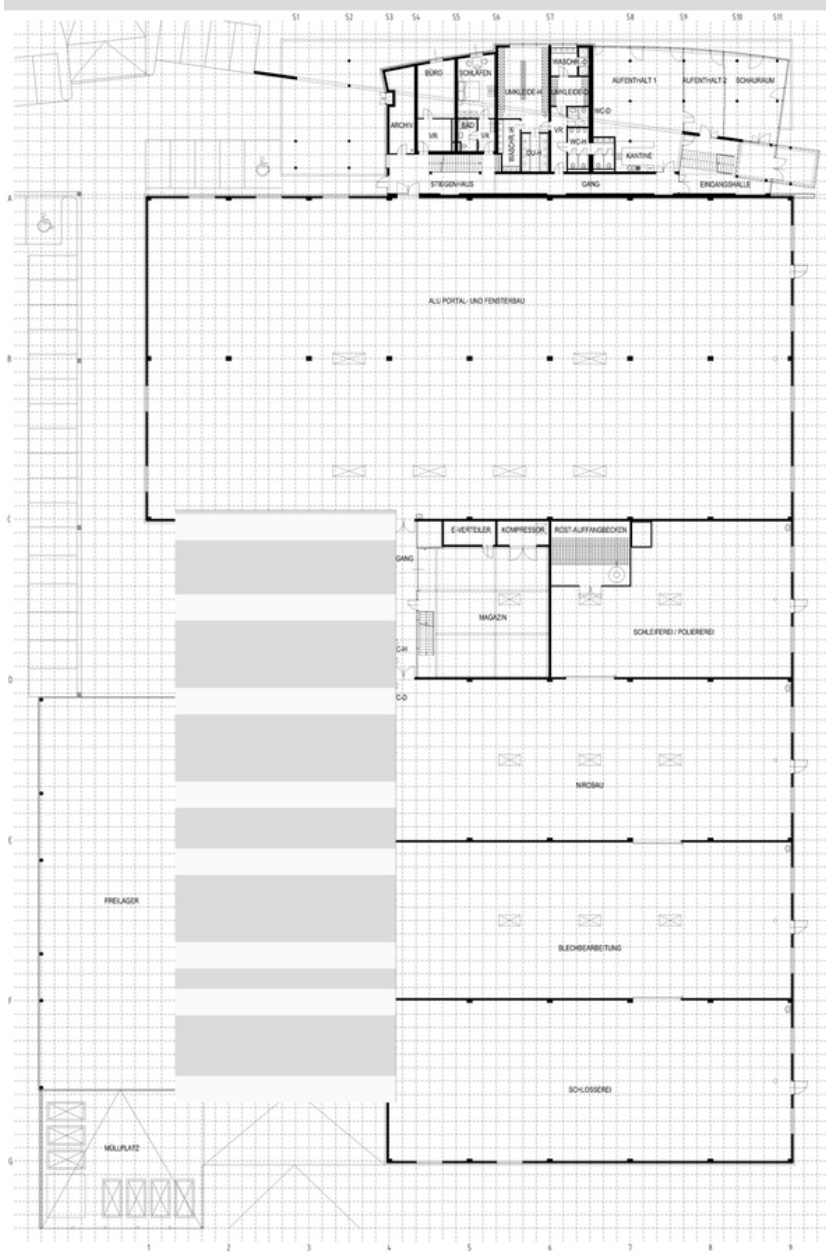 S1 S2 S3 S4 S5 S6 S7 S8 S9 S10 S11
BÜRO
SCHLAFEN
WASCHR.-D
UMKLEIDE-H
UMKLEIDE-D
AUFENTHALT 1
AUFENTHALT 2
SCHAURAUM
ARCHIV
WC-D
BAD
VR.
VR.
VR.
WASCHR.-H
DU-H
WC-H
KANTINE
STIEGENHAUS
GANG
EINGANGSHALLE
A
ALU PORTAL- UND FENSTERBAU
B
C
E-VERTEILER
KOMPRESSOR
ROST-AUFFANGBECKEN
GANG
MAGAZIN
SCHLEIFEREI / POLIEREREI
C-H
D
C-D
NIROBAU
E
FREILAGER
BLECHBEARBEITUNG
F
SCHLOSSEREI
MÜLLPLATZ
G
1 2 3 4 5 6 7 8 9